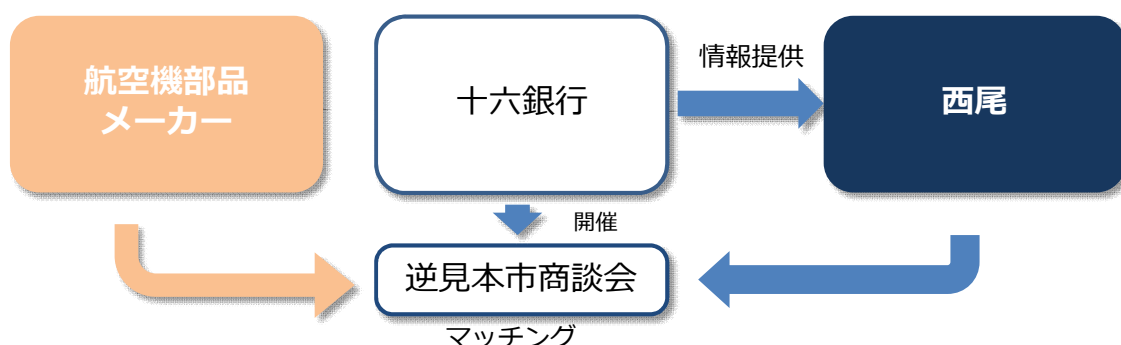 航空機部品
メーカー
十六銀行
情報提供
西尾
開催
逆見本市商談会
マッチング